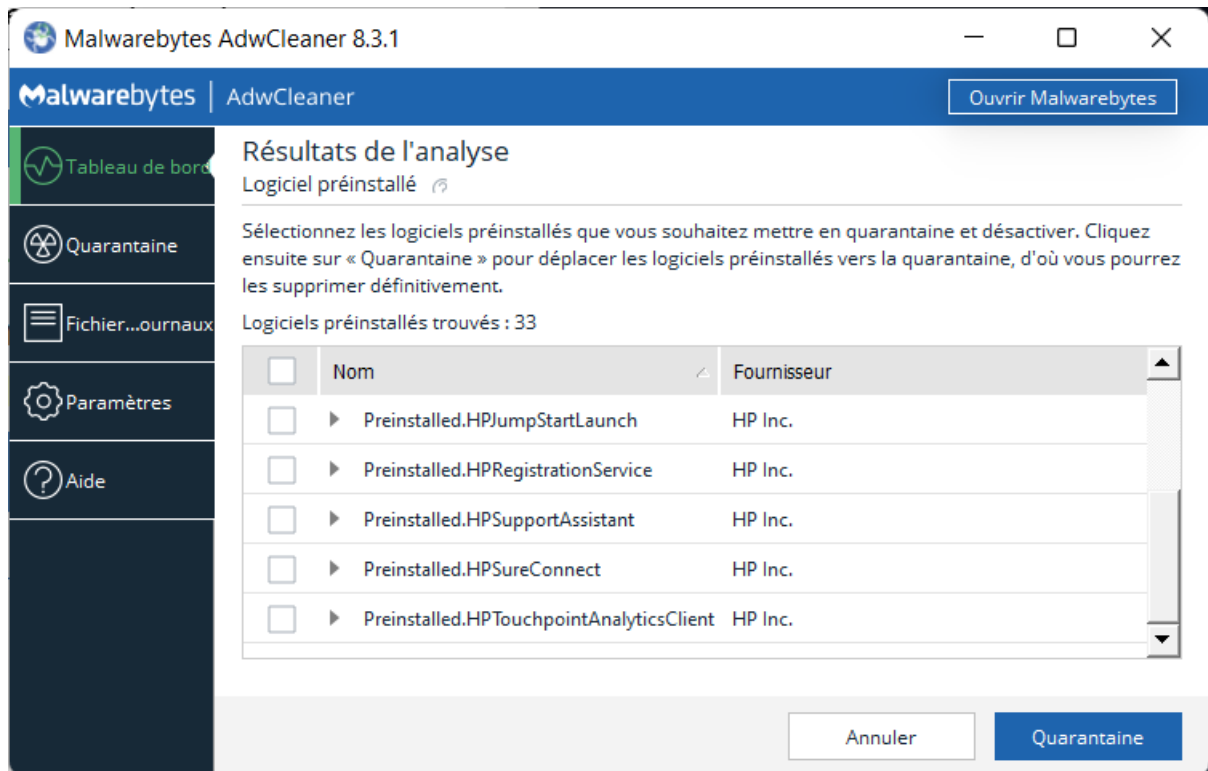 Malwarebytes AdwCleaner 8.3.1
Malwarebytes | AdwCleaner
Ouvrir Malwarebytes
Tableau de bord
Quarantaine
Fichier...ournaux
Paramètres
Aide
Résultats de l'analyse
Logiciel préinstallé
Sélectionnez les logiciels préinstallés que vous souhaitez mettre en quarantaine et désactiver. Cliquez
ensuite sur « Quarantaine » pour déplacer les logiciels préinstallés vers la quarantaine, d'où vous pourrez
les supprimer définitivement.
Logiciels préinstallés trouvés : 33
Nom Fournisseur
Preinstalled.HPJumpStartLaunch HP Inc.
Preinstalled.HPRegistrationService HP Inc.
Preinstalled.HPSupportAssistant HP Inc.
Preinstalled.HPSureConnect HP Inc.
Preinstalled.HPTouchpointAnalyticsClient HP Inc.
Annuler Quarantaine